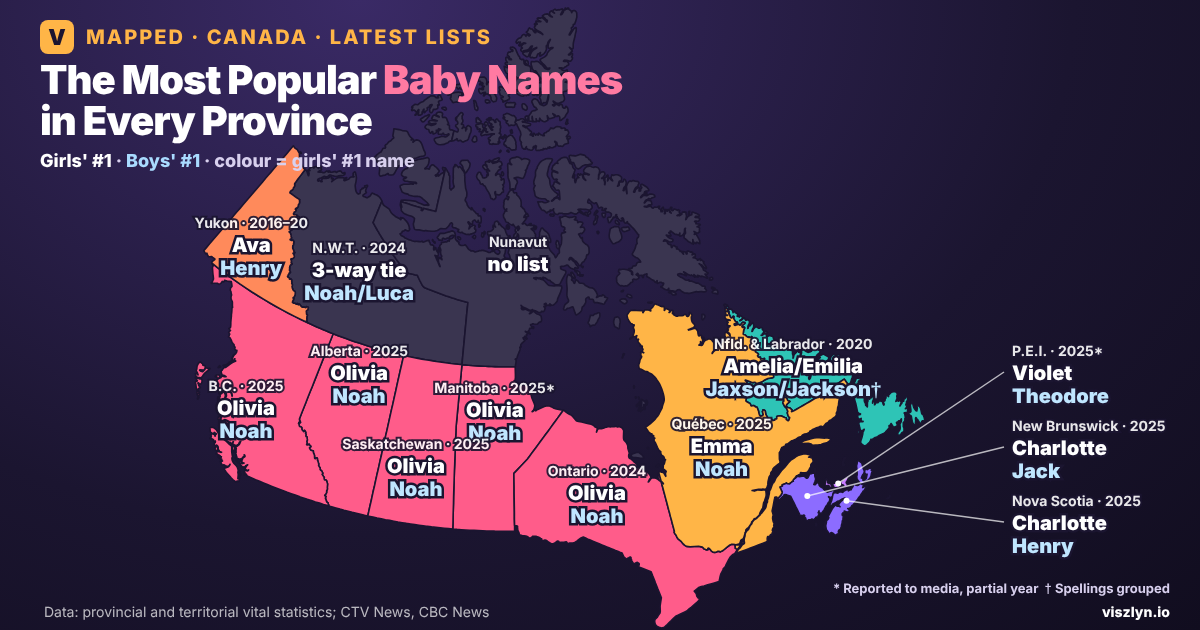 V MAPPED · CANADA · LATEST LISTS
The Most Popular Baby Names
in Every Province
Girls' #1 · Boys' #1 · colour = girls' #1 name
Yukon · 2016–20
Ava
Henry
N.W.T. · 2024
3-way tie
Noah/Luca
Nunavut
no list
B.C. · 2025
Olivia
Noah
Alberta · 2025
Olivia
Noah
Saskatchewan · 2025
Olivia
Noah
Manitoba · 2025*
Olivia
Noah
Ontario · 2024
Olivia
Noah
Québec · 2025
Emma
Noah
Nfld. & Labrador · 2020
Amelia/Emilia
Jaxson/Jackson†
P.E.I. · 2025*
Violet
Theodore
New Brunswick · 2025
Charlotte
Jack
Nova Scotia · 2025
Charlotte
Henry
* Reported to media, partial year † Spellings grouped
Data: provincial and territorial vital statistics; CTV News, CBC News
viszlyn.io